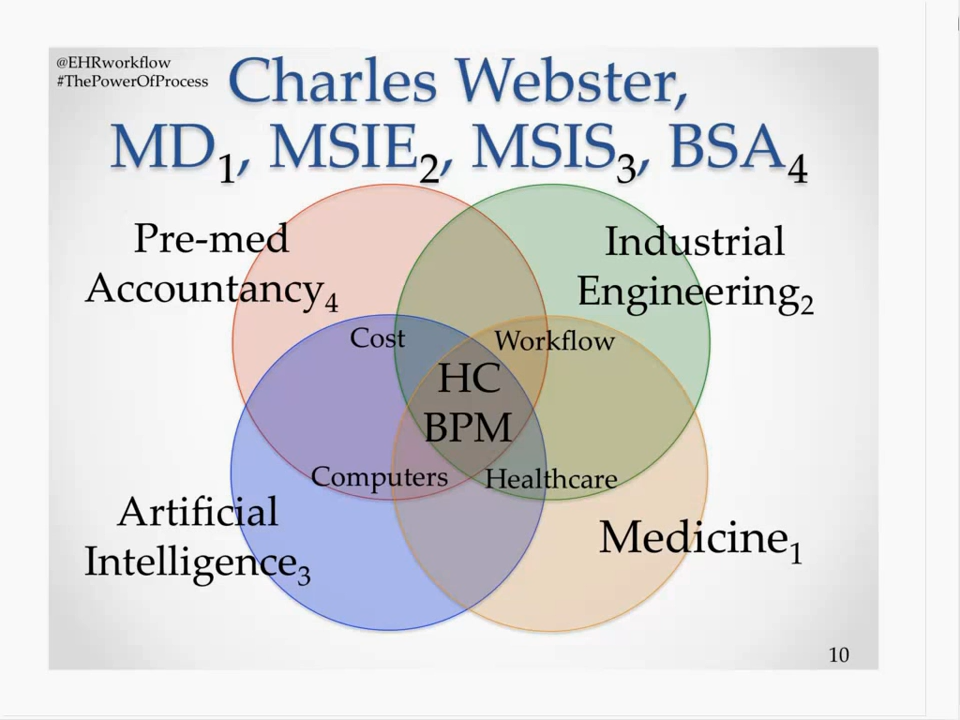 @EHRworkflow
#ThePowerOfProcess
Charles Webster,
MD1, MSIE2, MSIS3, BSA4
Pre-med
Accountancy4
Industrial
Engineering2
Cost
Workflow
HC
BPM
Computers
Healthcare
Artificial
Intelligence3
Medicine1
10